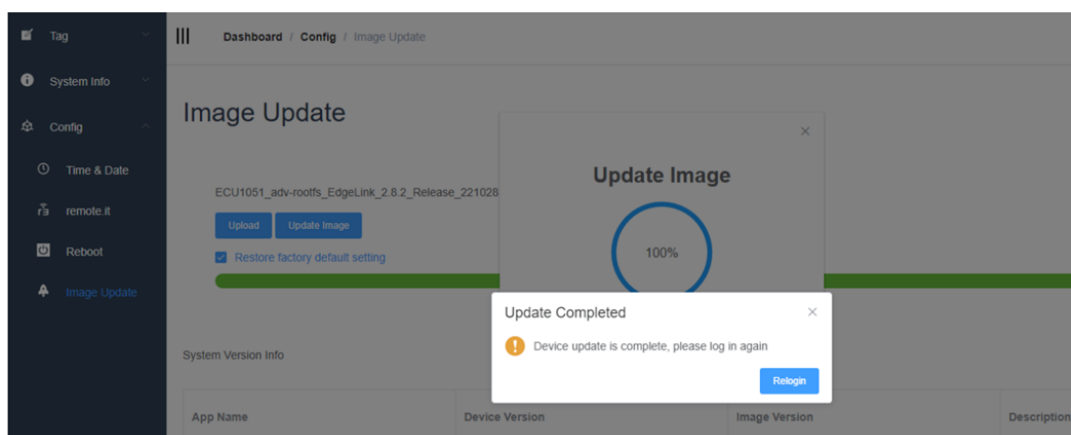 Tag
System Info
Config
Time & Date
remote.it
Reboot
Image Update
Dashboard / Config / Image Update
Image Update
ECU1051_adv-rootfs_EdgeLink_2.8.2_Release_221028
Upload
Update Image
Restore factory default setting
Update Image
100%
Update Completed
Device update is complete, please log in again
Relogin
System Version Info
App Name
Device Version
Image Version
Description